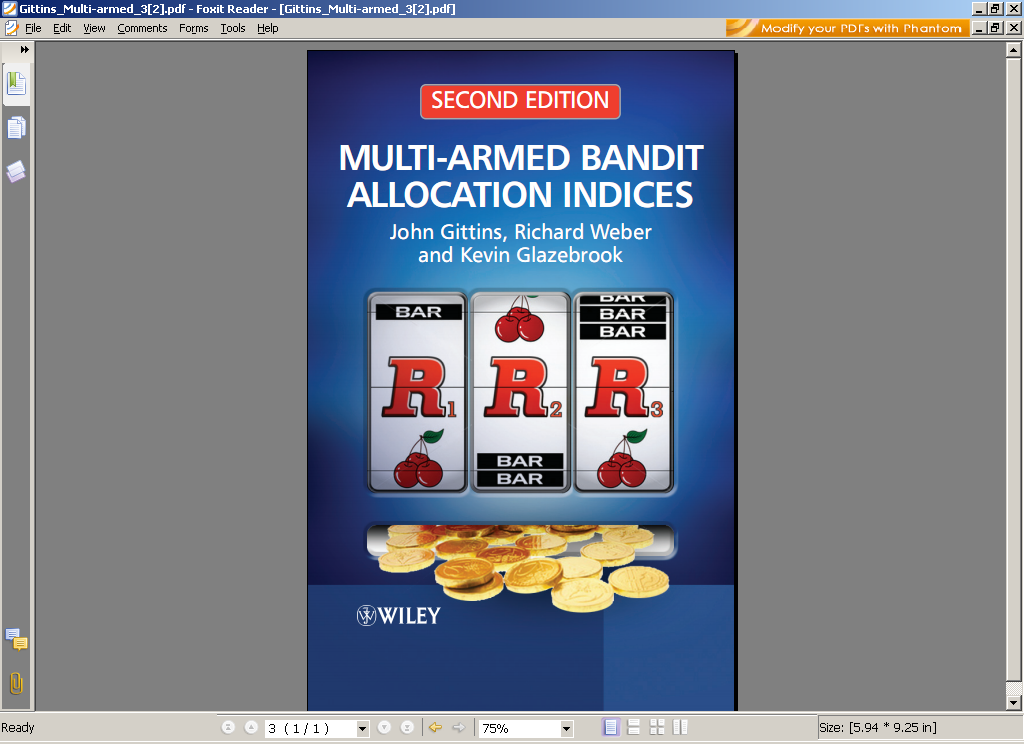 Gittins_Multi-armed_3[2].pdf - Foxit Reader - [Gittins_Multi-armed_3[2].pdf]
File Edit View Comments Forms Tools Help
Modify your PDFs with Phantom
SECOND EDITION
MULTI-ARMED BANDIT
ALLOCATION INDICES
John Gittins, Richard Weber
and Kevin Glazebrook
BAR
R1
BAR
BAR
R2
BAR
BAR
BAR
R3
WILEY
Ready
3 (1/1)
75%
Size: [5.94 * 9.25 in]